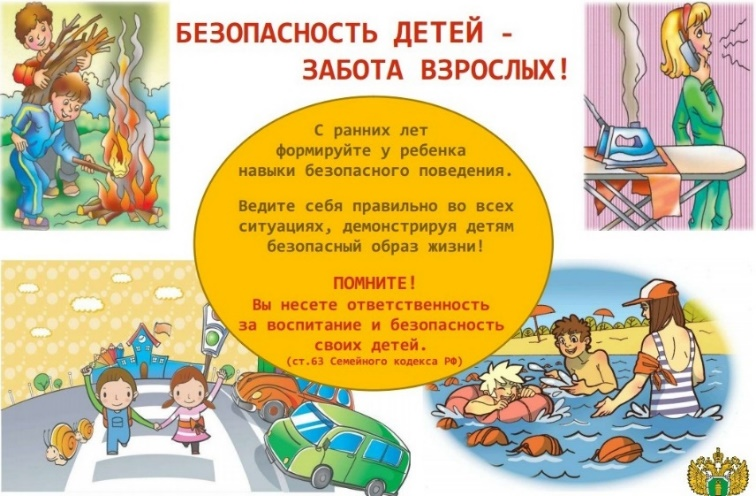 БЕЗОПАСНОСТЬ ДЕТЕЙ -
ЗАБОТА ВЗРОСЛЫХ!
С ранних лет
формируйте у ребенка
навыки безопасного поведения.
Ведите себя правильно во всех
ситуациях, демонстрируя детям
безопасный образ жизни!
ПОМНИТЕ!
Вы несете ответственность
за воспитание и безопасность
своих детей.
(ст.63 Семейного кодекса РФ)